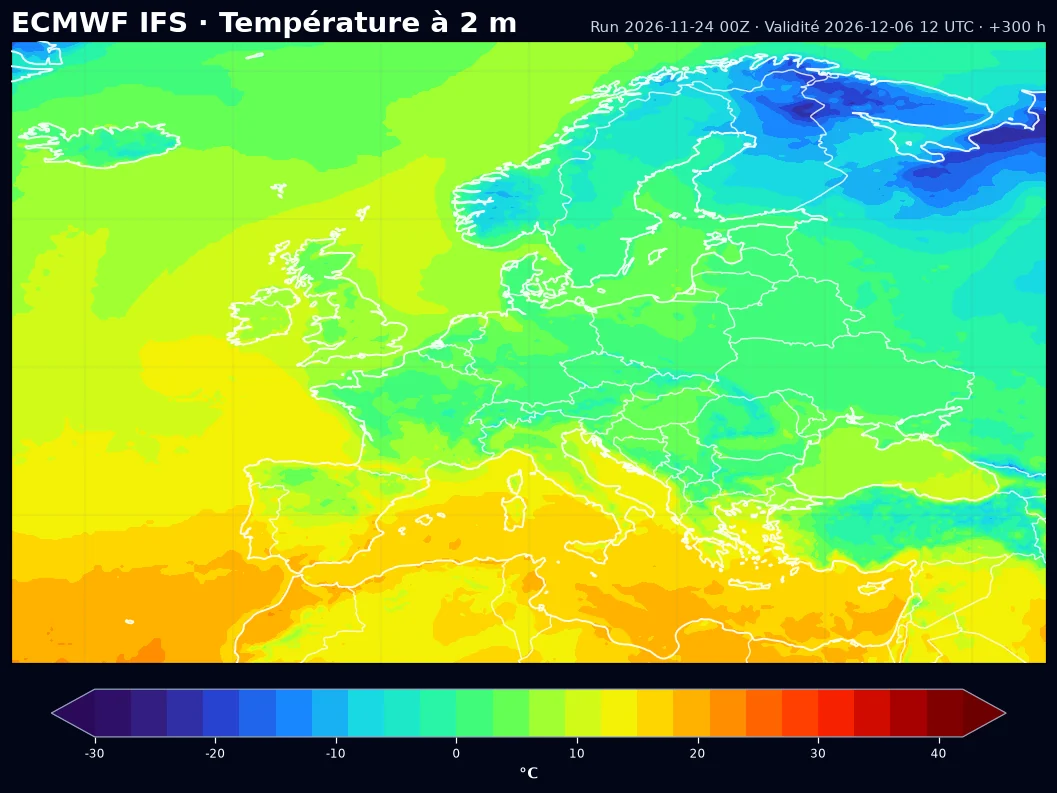 ECMWF IFS · Température à 2 m
Run 2026-11-24 00Z · Validité 2026-12-06 12 UTC · +300 h
-30 -20 -10 0 10 20 30 40
°C